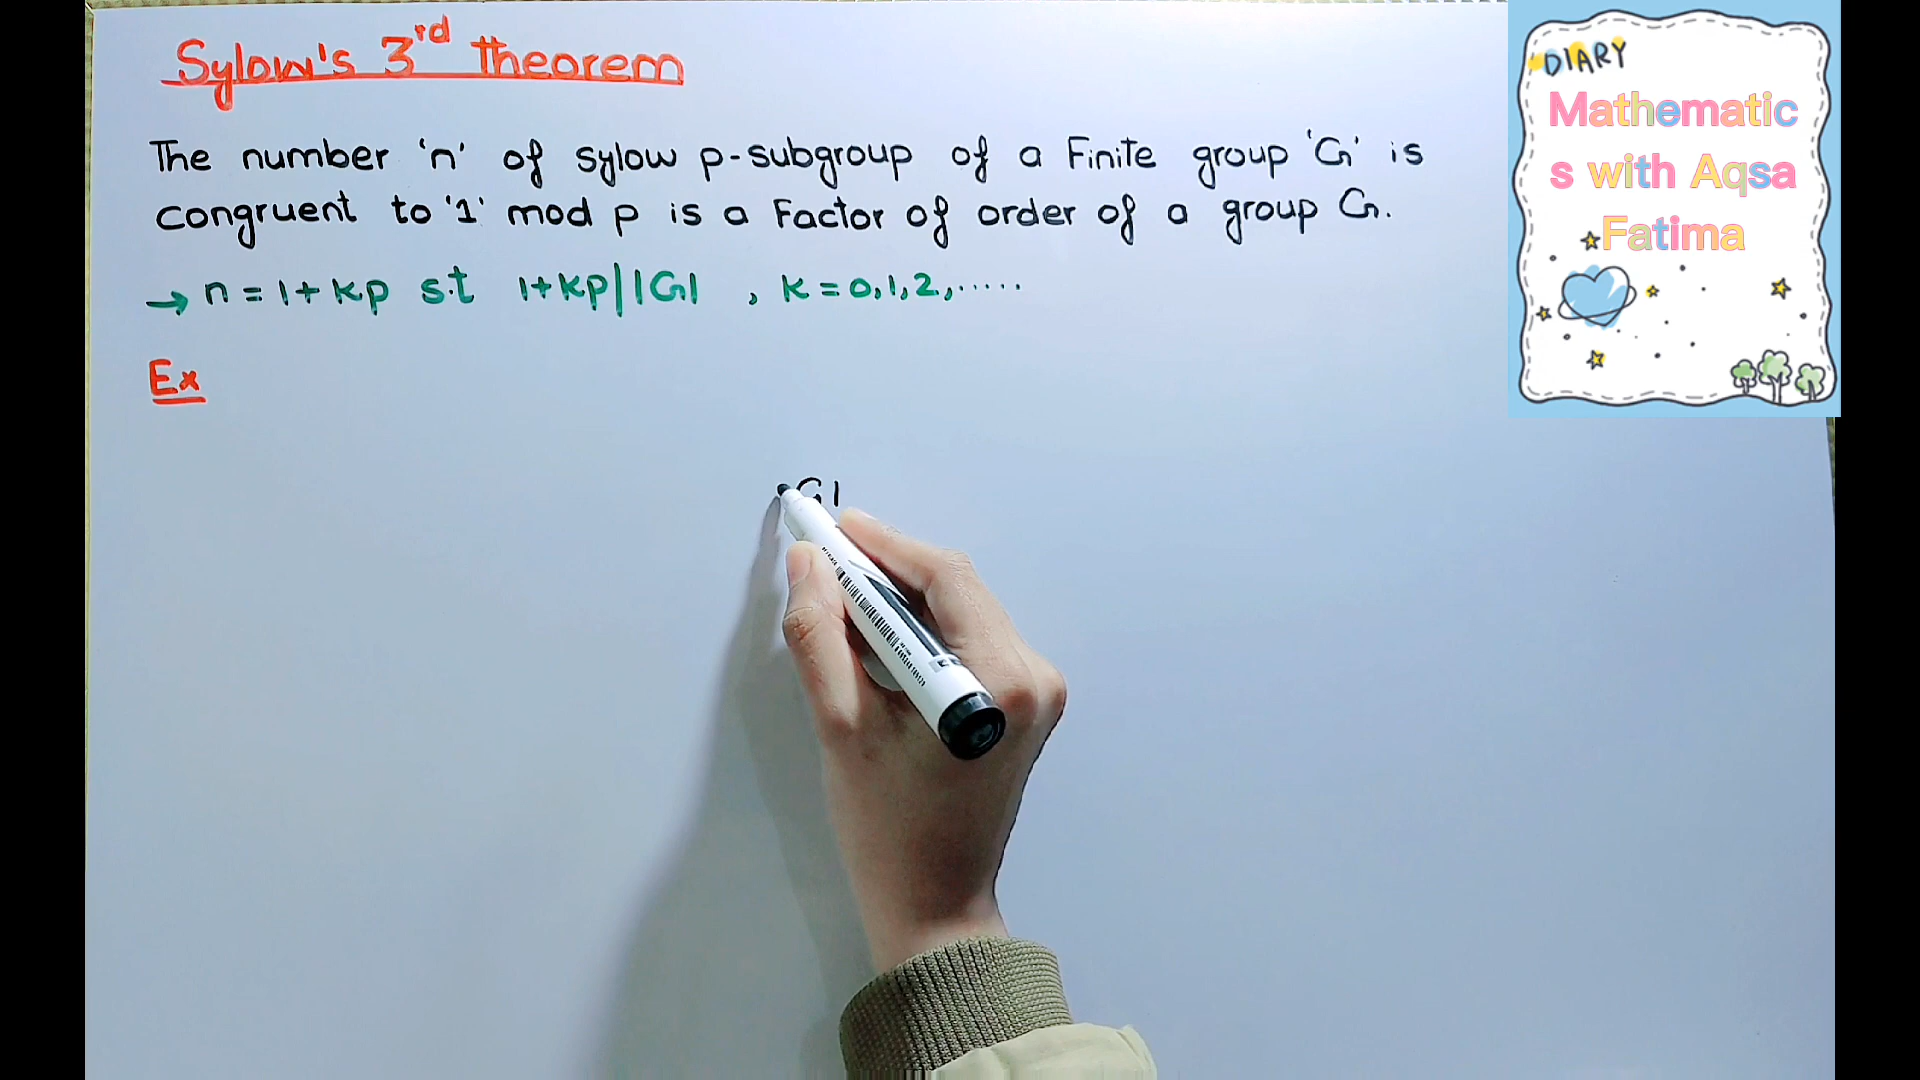 Sylow's 3rd theorem
The number 'n' of sylow p-subgroup of a Finite group 'G' is
congruent to '1' mod p is a Factor of order of a group G.
→ n = 1+kp s.t 1+kp||G| , k = 0,1,2,.....
Ex
G|
DIARY
Mathematic
s with Aqsa
Fatima